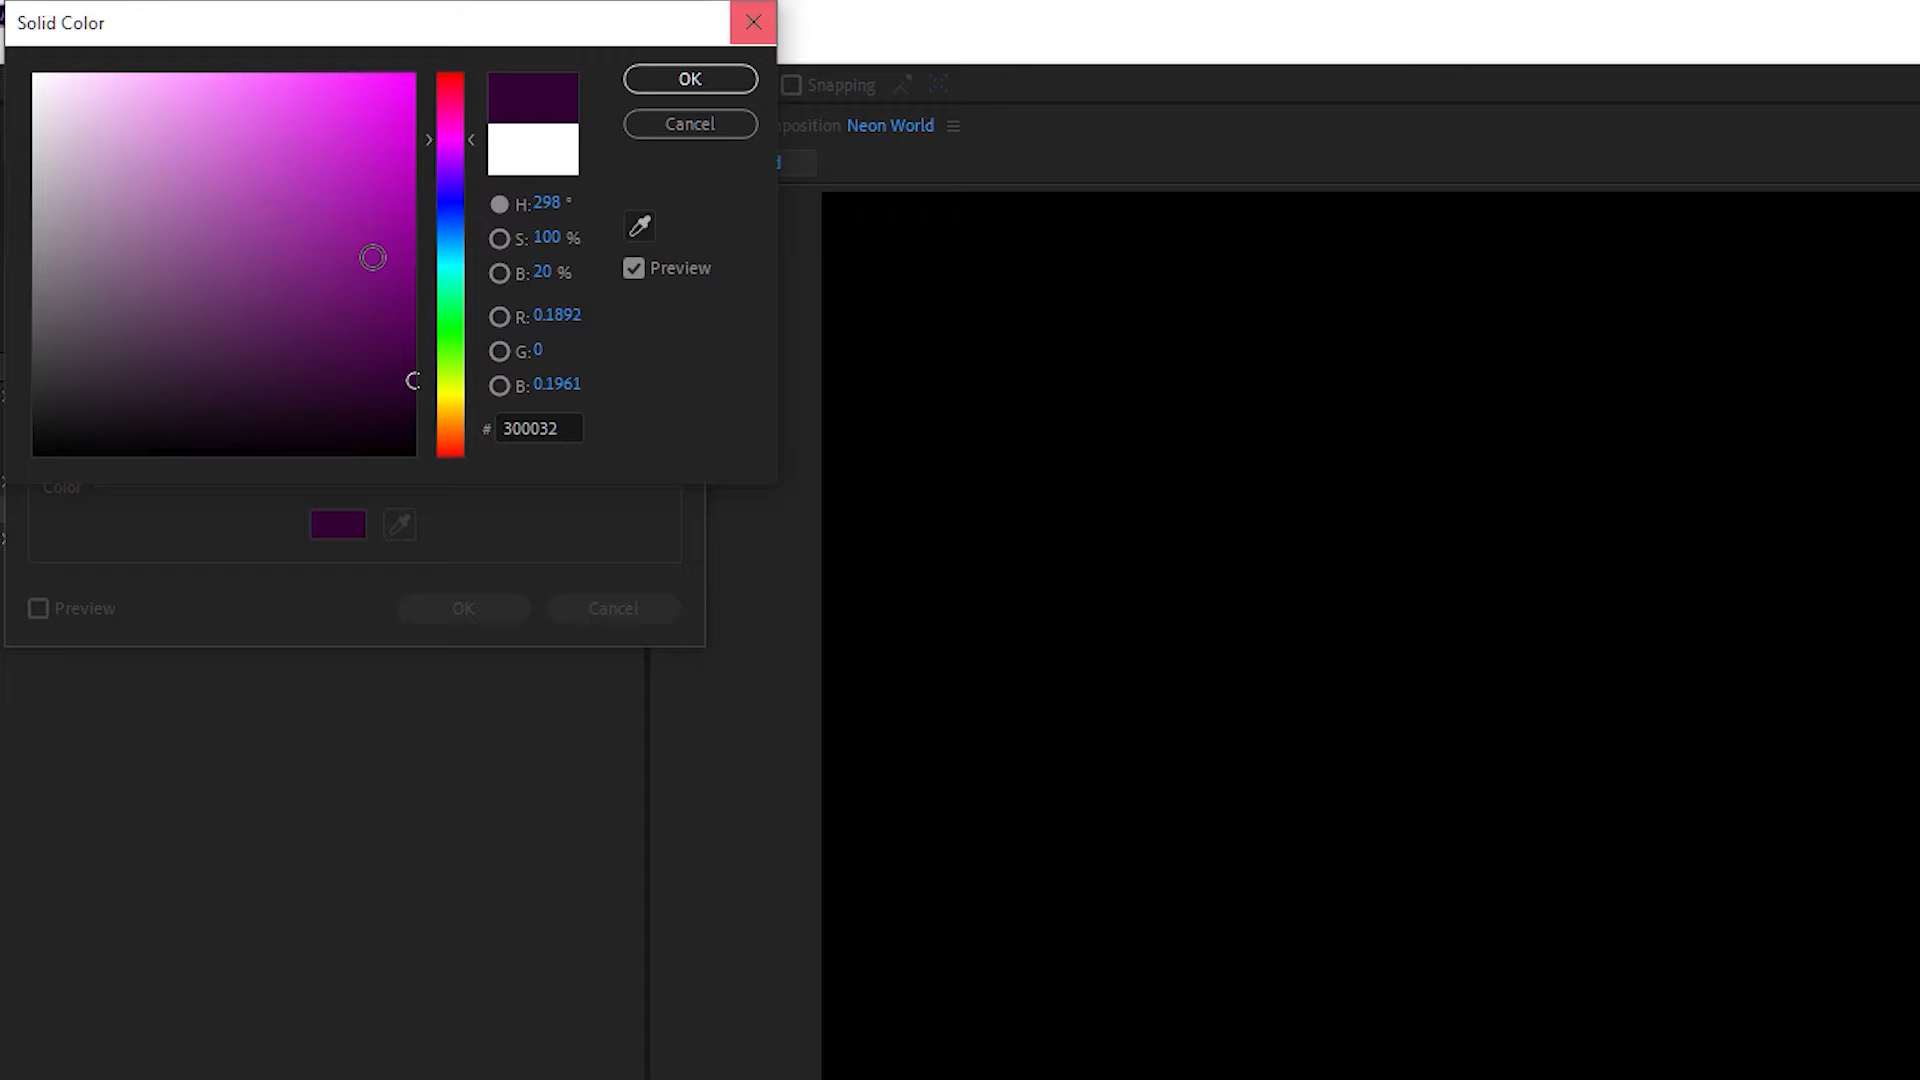 Solid Color
OK
Cancel
H: 298 °
S: 100 %
B: 20 %
R: 0.1892
G: 0
B: 0.1961
# 300032
Preview
Snapping
position Neon World
d
Color
Preview
OK
Cancel